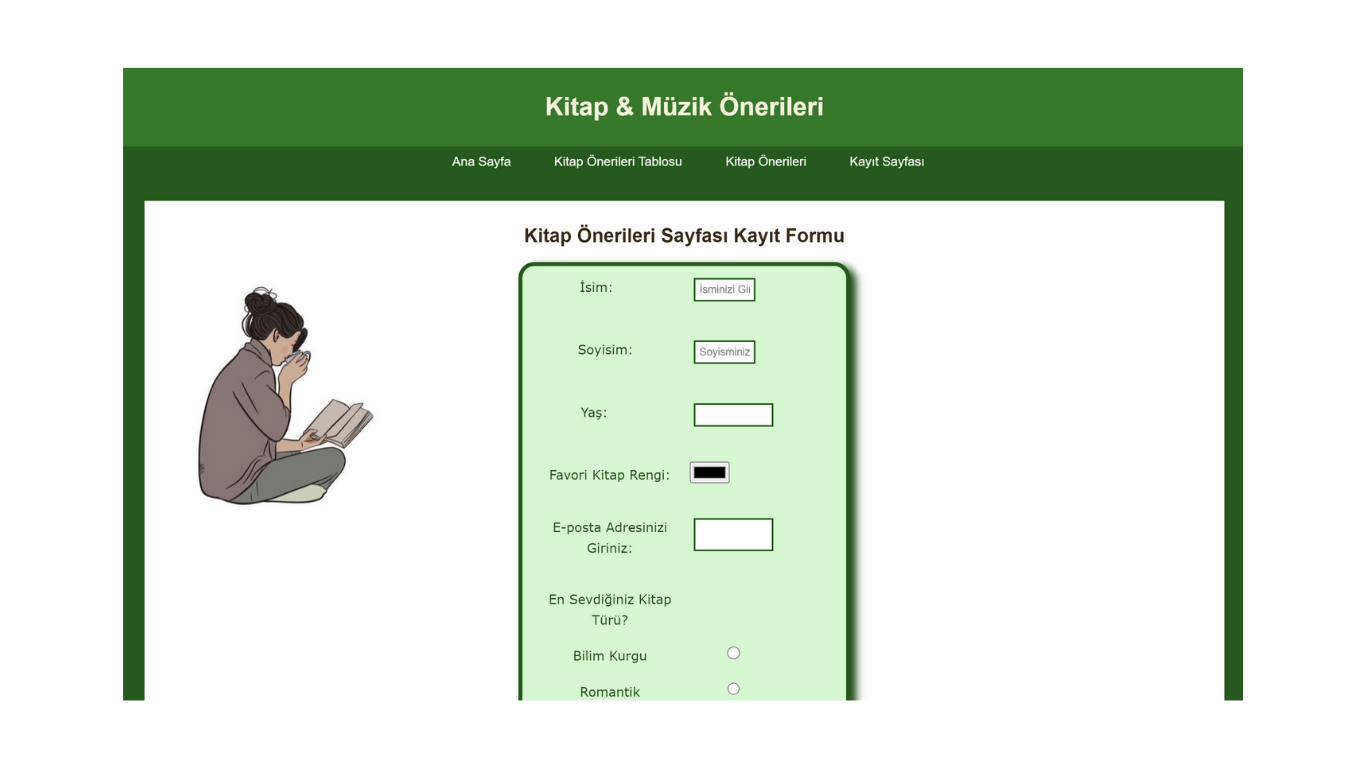 Kitap & Müzik Önerileri
Ana Sayfa Kitap Önerileri Tablosu Kitap Önerileri Kayıt Sayfası
Kitap Önerileri Sayfası Kayıt Formu
İsim: İsminizi Gi
Soyisim: Soyisminiz
Yaş:
Favori Kitap Rengi:
E-posta Adresinizi
Giriniz:
En Sevdiğiniz Kitap
Türü?
Bilim Kurgu
Romantik